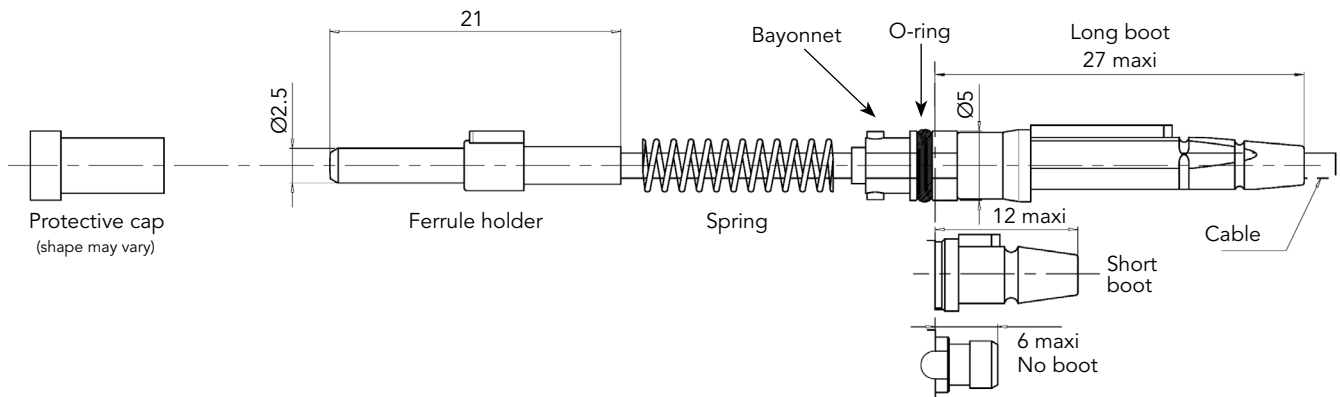 21
Bayonnet
O-ring
Long boot
27 maxi
Ø2.5
Ø5
Protective cap
(shape may vary)
Ferrule holder
Spring
12 maxi
Cable
Short
boot
6 maxi
No boot